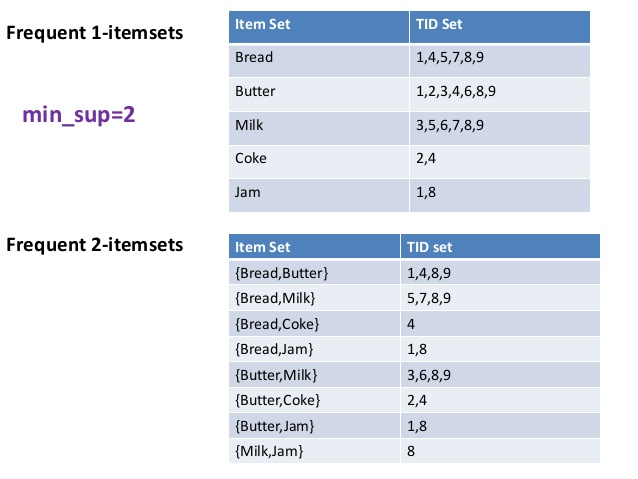 Frequent 1-itemsets
min_sup=2
Item Set TID Set
Bread 1,4,5,7,8,9
Butter 1,2,3,4,6,8,9
Milk 3,5,6,7,8,9
Coke 2,4
Jam 1,8
Frequent 2-itemsets
Item Set TID set
{Bread,Butter} 1,4,8,9
{Bread,Milk} 5,7,8,9
{Bread,Coke} 4
{Bread,Jam} 1,8
{Butter,Milk} 3,6,8,9
{Butter,Coke} 2,4
{Butter,Jam} 1,8
{Milk,Jam} 8